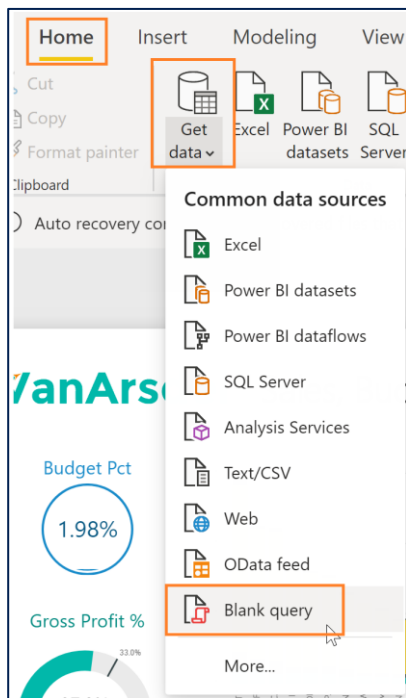 Home Insert Modeling View
Cut
Copy
Format painter
Clipboard
Get data
Excel
Power BI datasets
SQL Server
Auto recovery
Common data sources
Excel
Power BI datasets
Power BI dataflows
SQL Server
Analysis Services
Text/CSV
Web
OData feed
Blank query
More...
VanArs
Budget Pct
1.98%
Gross Profit %
33.0%